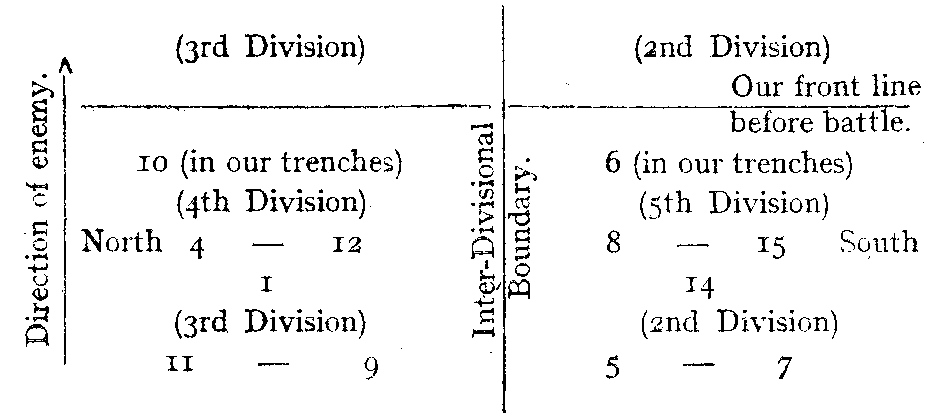 (3rd Division) (2nd Division)
Our front line
before battle.
10 (in our trenches) 6 (in our trenches)
(4th Division) (5th Division)
North 4 — 12 8 — 15 South
1 14
(3rd Division) (2nd Division)
11 — 9 5 — 7
Direction of enemy.
Inter-Divisional
Boundary.